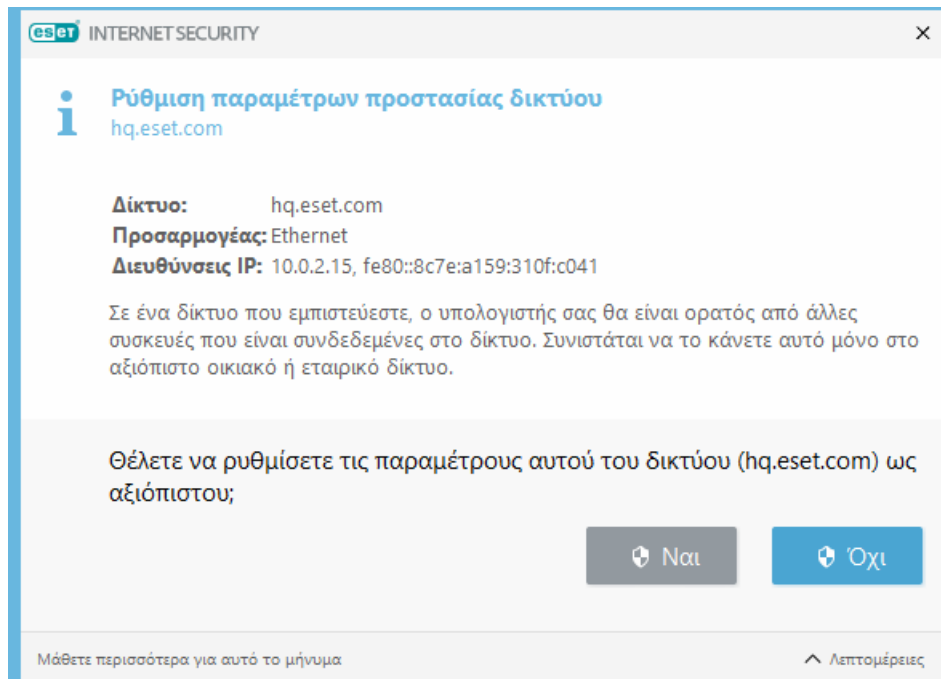 eset INTERNET SECURITY
Ρύθμιση παραμέτρων προστασίας δικτύου
hq.eset.com
Δίκτυο: hq.eset.com
Προσαρμογέας: Ethernet
Διευθύνσεις IP: 10.0.2.15, fe80::8c7e:a159:310f:c041
Σε ένα δίκτυο που εμπιστεύεστε, ο υπολογιστής σας θα είναι ορατός από άλλες
συσκευές που είναι συνδεδεμένες στο δίκτυο. Συνιστάται να το κάνετε αυτό μόνο στο
αξιόπιστο οικιακό ή εταιρικό δίκτυο.
Θέλετε να ρυθμίσετε τις παραμέτρους αυτού του δικτύου (hq.eset.com) ως
αξιόπιστου;
Ναι Όχι
Μάθετε περισσότερα για αυτό το μήνυμα Λεπτομέρειες